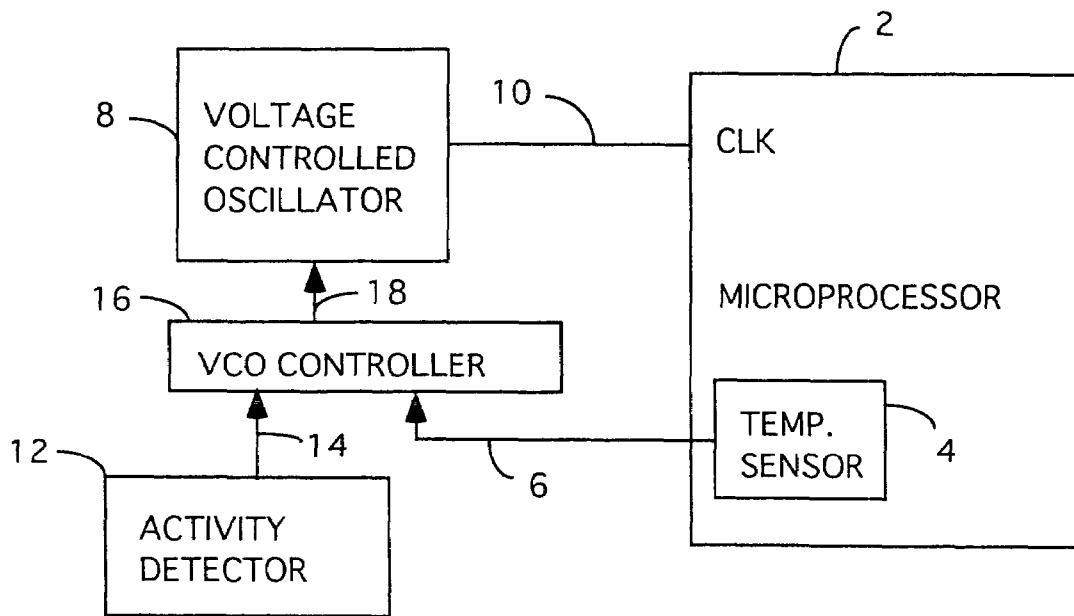 2
8
VOLTAGE
CONTROLLED
OSCILLATOR
10
CLK
16
18
MICROPROCESSOR
VCO CONTROLLER
12
14
6
TEMP.
SENSOR
4
ACTIVITY
DETECTOR